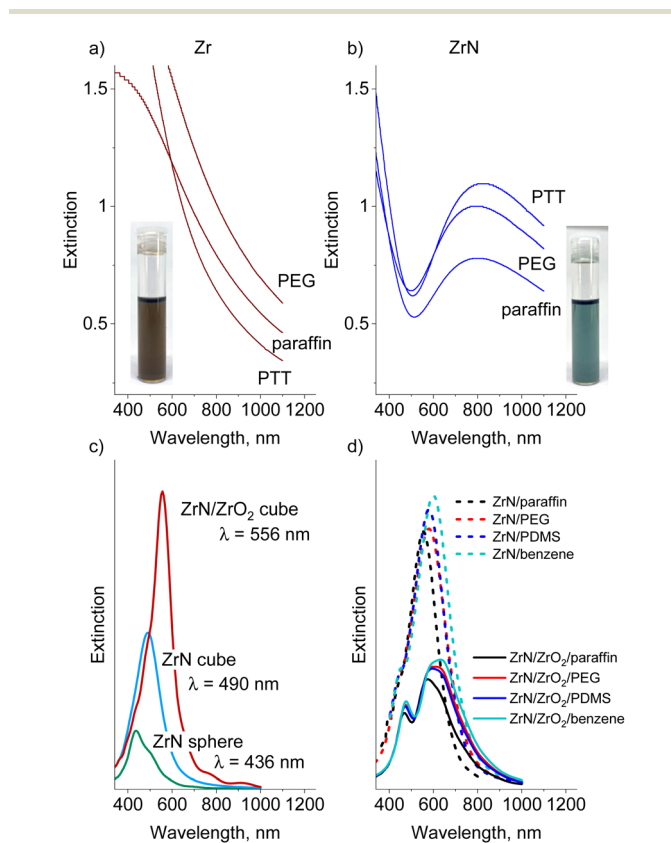 a) Zr
b) ZrN
Extinction
1.5
1
0.5
400 600 800 1000 1200
Wavelength, nm
PEG
paraffin
PTT
Extinction
1.5
1
0.5
400 600 800 1000 1200
Wavelength, nm
PTT
PEG
paraffin
c)
Extinction
ZrN/ZrO₂ cube
λ = 556 nm
ZrN cube
λ = 490 nm
ZrN sphere
λ = 436 nm
400 600 800 1000 1200
Wavelength, nm
d)
Extinction
ZrN/paraffin
ZrN/PEG
ZrN/PDMS
ZrN/benzene
ZrN/ZrO₂/paraffin
ZrN/ZrO₂/PEG
ZrN/ZrO₂/PDMS
ZrN/ZrO₂/benzene
400 600 800 1000 1200
Wavelength, nm